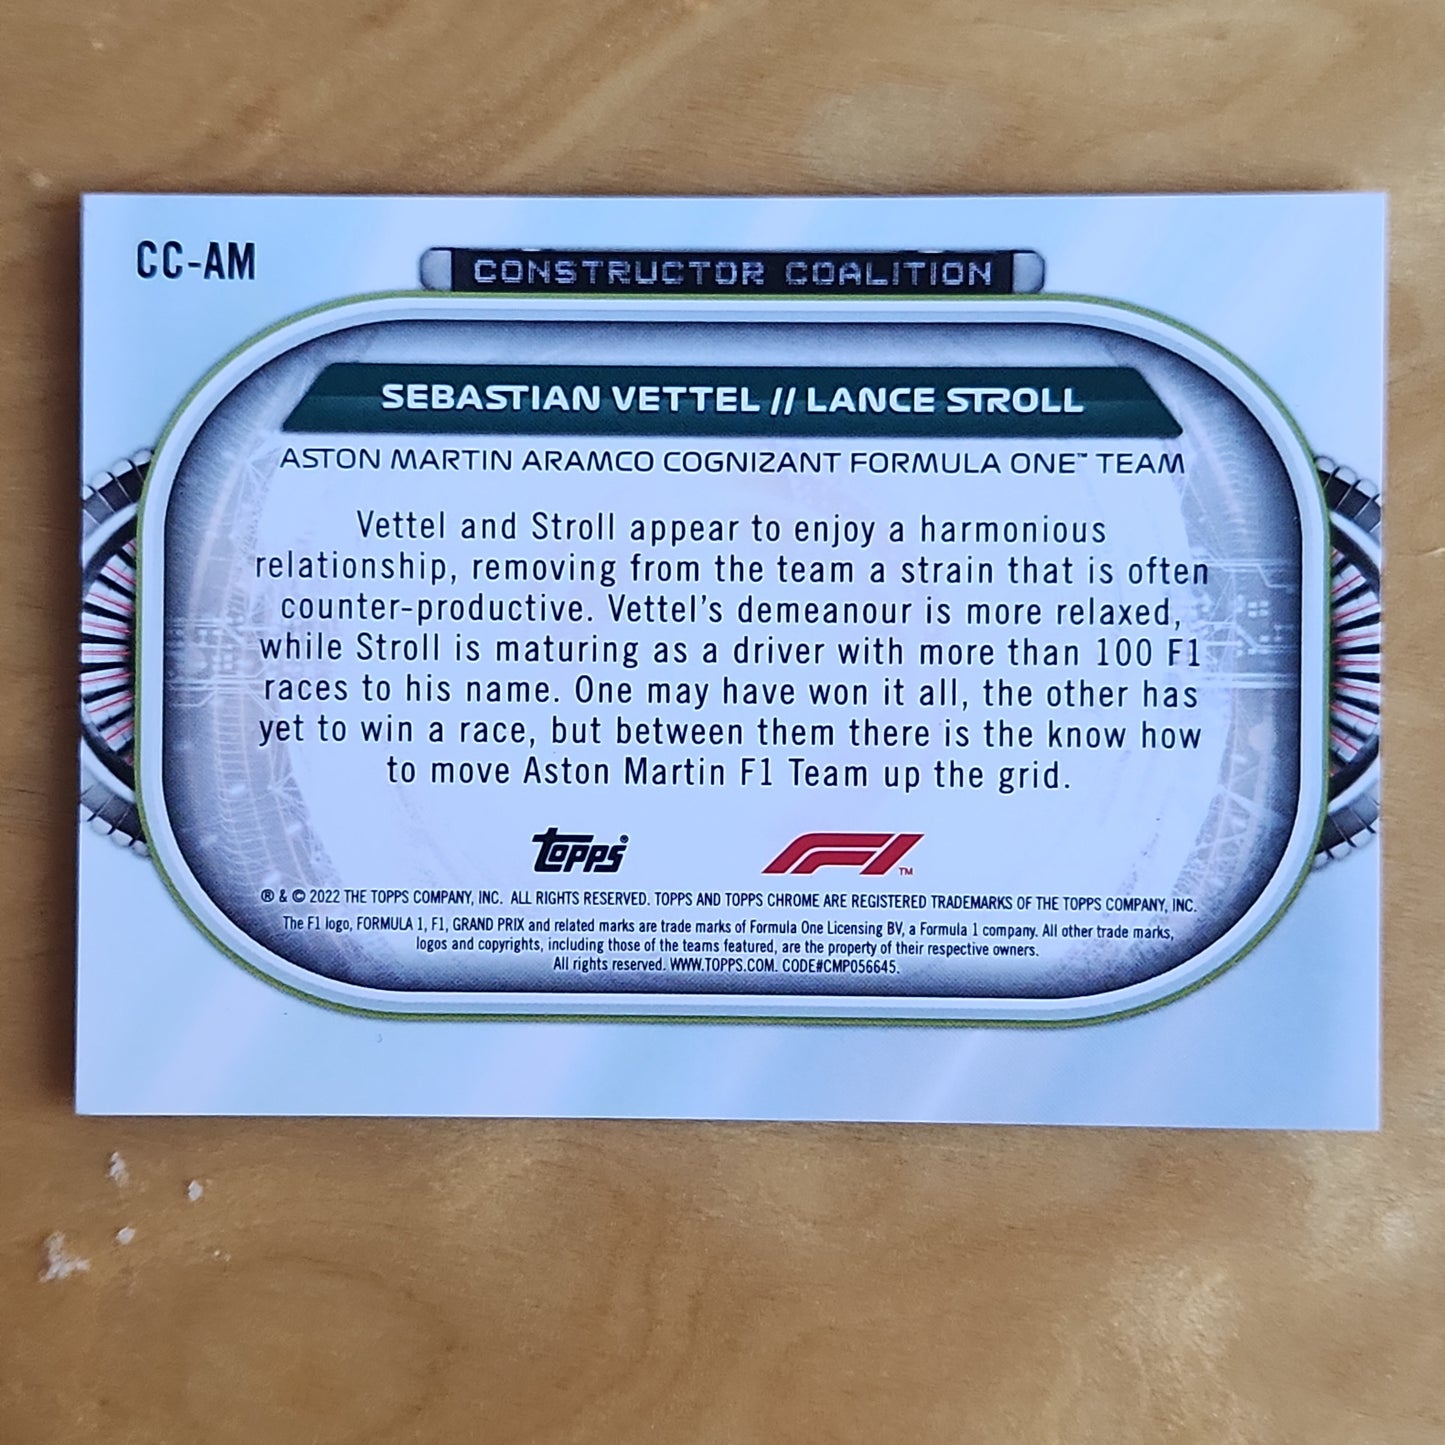 CC-AM
CONSTRUCTOR COALITION
SEBASTIAN VETTEL // LANCE STROLL
ASTON MARTIN ARAMCO COGNIZANT FORMULA ONE™ TEAM
Vettel and Stroll appear to enjoy a harmonious
relationship, removing from the team a strain that is often
counter-productive. Vettel's demeanour is more relaxed,
while Stroll is maturing as a driver with more than 100 F1
races to his name. One may have won it all, the other has
yet to win a race, but between them there is the know how
to move Aston Martin F1 Team up the grid.
Topps® F1™
® & © 2022 THE TOPPS COMPANY, INC. ALL RIGHTS RESERVED. TOPPS AND TOPPS CHROME ARE REGISTERED TRADEMARKS OF THE TOPPS COMPANY, INC.
The F1 logo, FORMULA 1, F1, GRAND PRIX and related marks are trade marks of Formula One Licensing BV, a Formula 1 company. All other trade marks,
logos and copyrights, including those of the teams featured, are the property of their respective owners.
All rights reserved. WWW.TOPPS.COM. CODE#CMP056645.